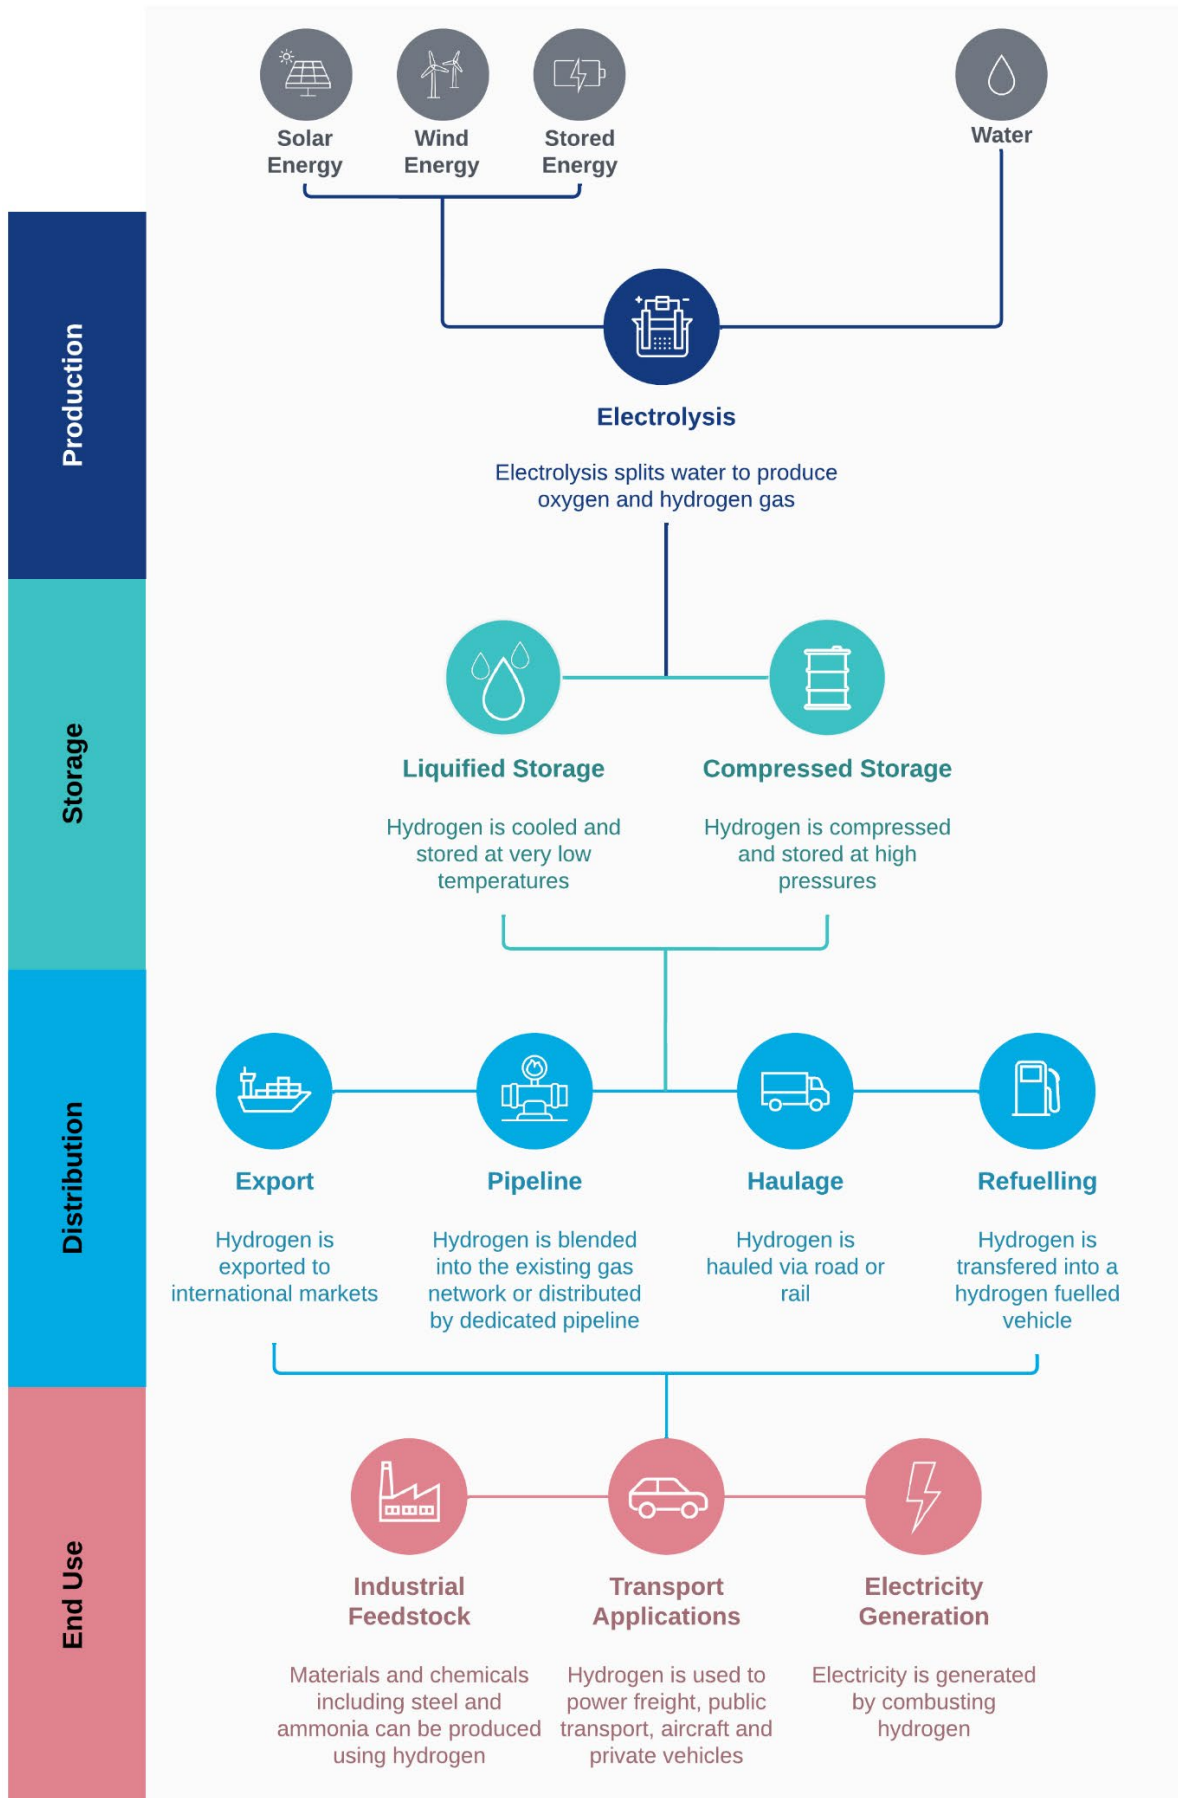 Solar
Energy
Wind
Energy
Stored
Energy
Water
Production
Electrolysis
Electrolysis splits water to produce
oxygen and hydrogen gas
Storage
Liquified Storage
Hydrogen is cooled and
stored at very low
temperatures
Compressed Storage
Hydrogen is compressed
and stored at high
pressures
Distribution
Export
Hydrogen is
exported to
international markets
Pipeline
Hydrogen is blended
into the existing gas
network or distributed
by dedicated pipeline
Haulage
Hydrogen is
hauled via road or
rail
Refuelling
Hydrogen is
transfered into a
hydrogen fuelled
vehicle
End Use
Industrial
Feedstock
Materials and chemicals
including steel and
ammonia can be produced
using hydrogen
Transport
Applications
Hydrogen is used to
power freight, public
transport, aircraft and
private vehicles
Electricity
Generation
Electricity is generated
by combusting
hydrogen